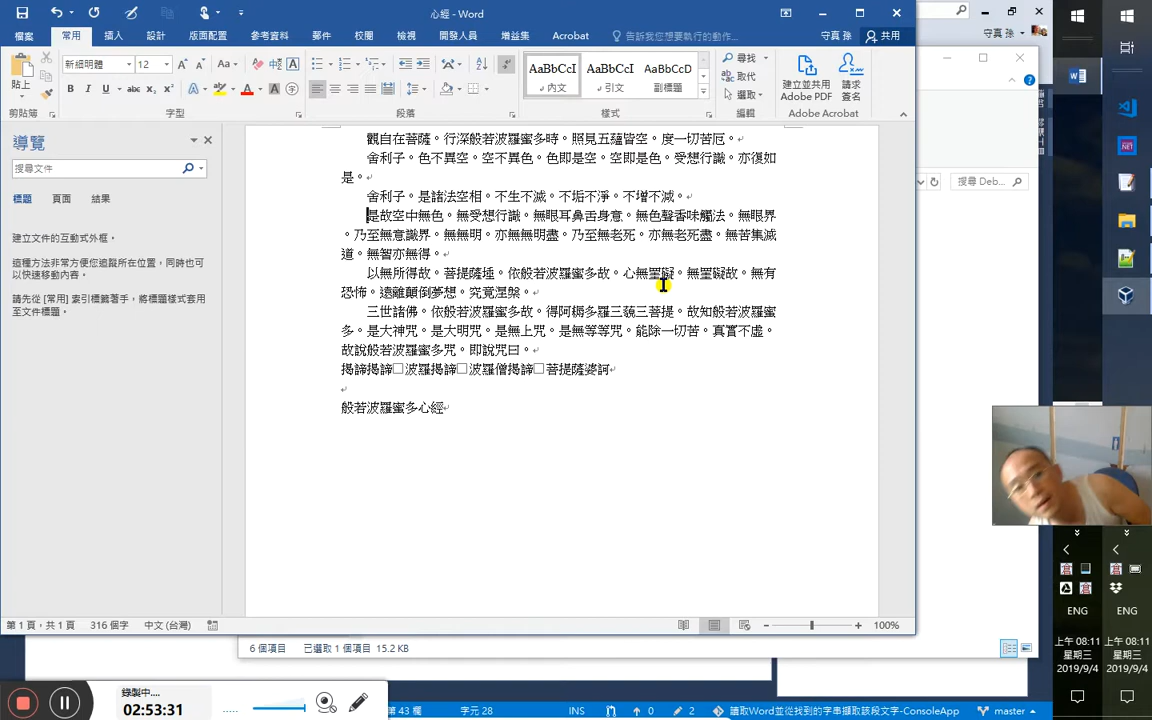 心經 - Word
檔案 常用 插入 設計 版面配置 參考資料 郵件 校閱 檢視 開發人員 增益集 Acrobat 告訴我您想要執行的動作... 守真 孫 共用
守真 孫
貼上 新細明體 12 Aa
B I U abc x₂ x² A
AaBbCcI AaBbCcI AaBbCcD
內文 引文 副標題
尋找
取代
選取
建立並共用
Adobe PDF
請求
簽名
剪貼簿 字型 段落 樣式 編輯 Adobe Acrobat
導覽
搜尋文件
標題 頁面 結果
建立文件的互動式外框。
這種方法非常方便您追蹤所在位置，同時也可
以快速移動內容。
請先從 [常用] 索引標籤著手，將標題樣式套用
至文件標題。
觀自在菩薩。行深般若波羅蜜多時。照見五蘊皆空。度一切苦厄。
舍利子。色不異空。空不異色。色即是空。空即是色。受想行識。亦復如
是。
舍利子。是諸法空相。不生不滅。不垢不淨。不增不減。
是故空中無色。無受想行識。無眼耳鼻舌身意。無色聲香味觸法。無眼界
。乃至無意識界。無無明。亦無無明盡。乃至無老死。亦無老死盡。無苦集滅
道。無智亦無得。
以無所得故。菩提薩埵。依般若波羅蜜多故。心無罣礙。無罣礙故。無有
恐怖。遠離顛倒夢想。究竟涅槃。
三世諸佛。依般若波羅蜜多故。得阿耨多羅三藐三菩提。故知般若波羅蜜
多。是大神咒。是大明咒。是無上咒。是無等等咒。能除一切苦。真實不虛。
故說般若波羅蜜多咒。即說咒曰。
揭諦揭諦□波羅揭諦□波羅僧揭諦□菩提薩婆訶
般若波羅蜜多心經
第 1 頁，共 1 頁 316 個字 中文 (台灣) 100%
6 個項目 已選取 1 個項目 15.2 KB
搜尋 Deb...
錄製中...
02:53:31
第 43 欄 字元 28 INS 0 2 讀取Word並從找到的字串擷取該段文字-ConsoleApp master
ENG ENG
上午 08:11 上午 08:11
星期三 星期三
2019/9/4 2019/9/4